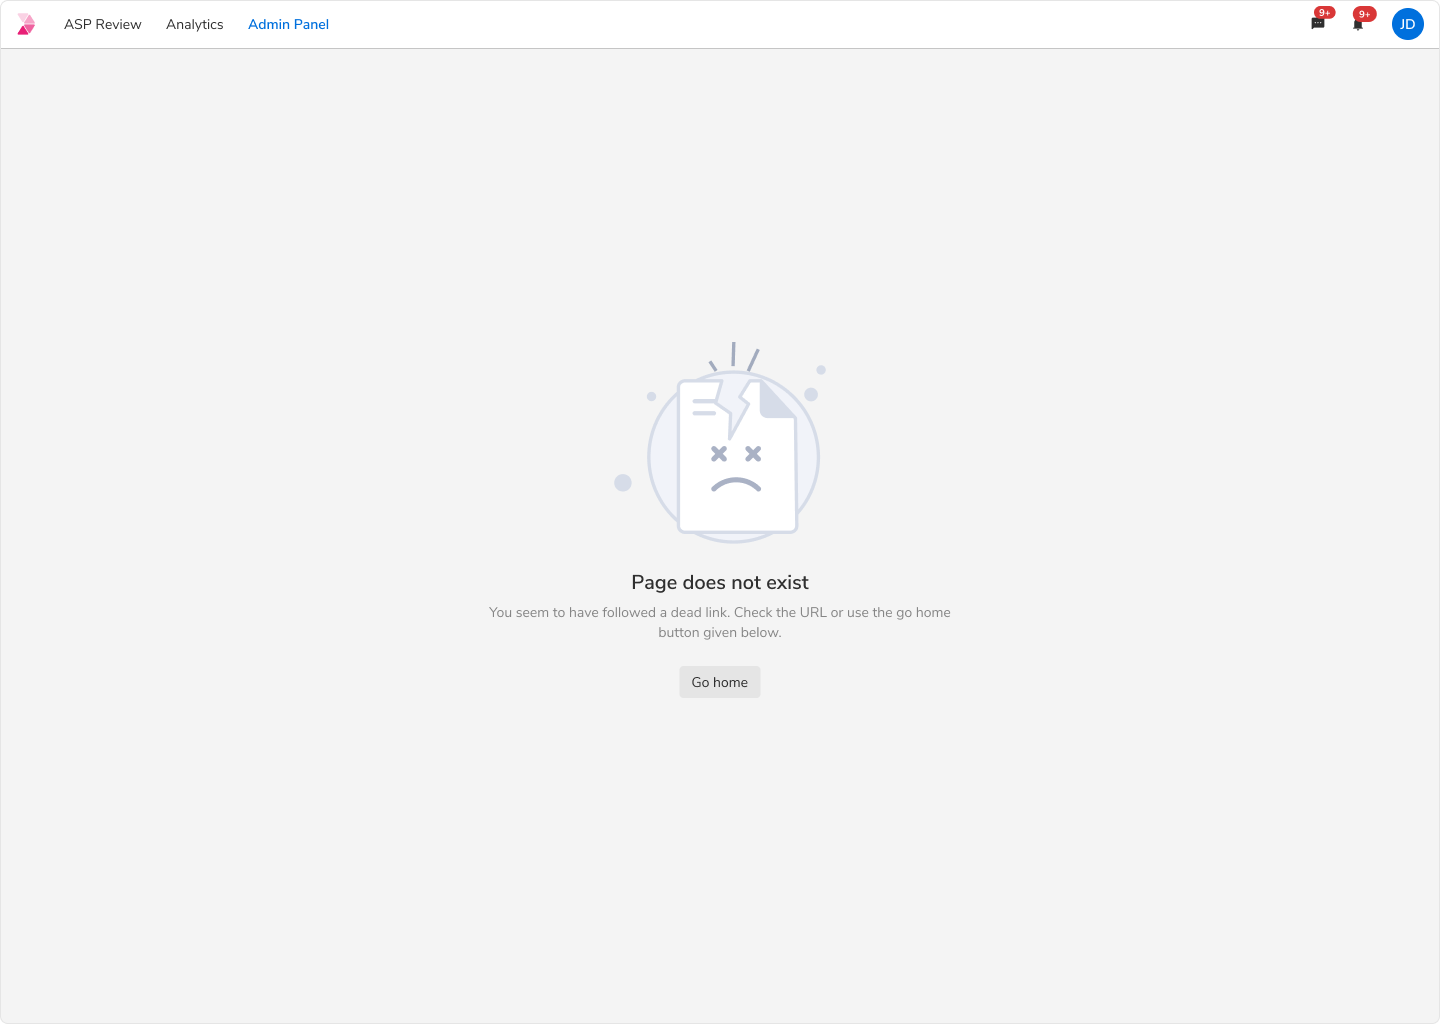 ASP Review Analytics Admin Panel 9+ 9+ JD
Page does not exist
You seem to have followed a dead link. Check the URL or use the go home
button given below.
Go home